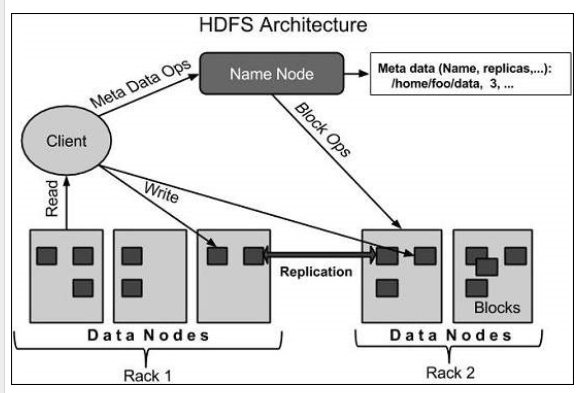 HDFS Architecture
Meta Data Ops
Name Node
Meta data (Name, replicas,...):
/home/foo/data, 3, ...
Client
Block Ops
Read
Write
Replication
Blocks
Data Nodes
Data Nodes
Rack 1
Rack 2